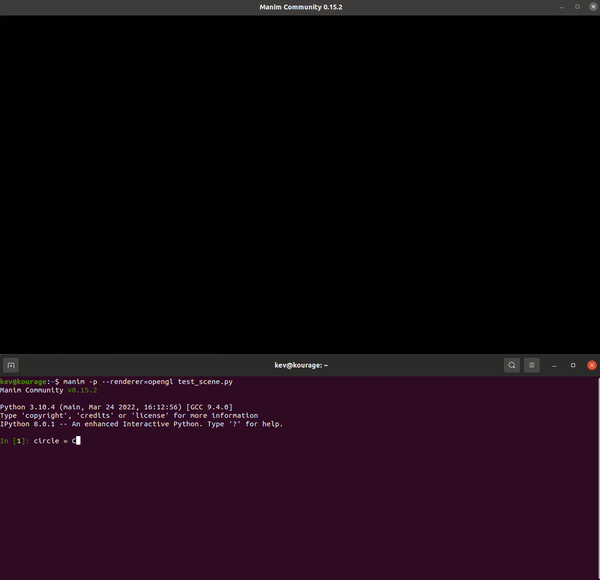 Manim Community 0.15.2
kev@kourage: ~
kev@kourage:~$ manim -p --renderer=opengl test_scene.py
Manim Community v0.15.2
Python 3.10.4 (main, Mar 24 2022, 16:12:56) [GCC 9.4.0]
Type 'copyright', 'credits' or 'license' for more information
IPython 8.0.1 -- An enhanced Interactive Python. Type '?' for help.
In [1]: circle = C